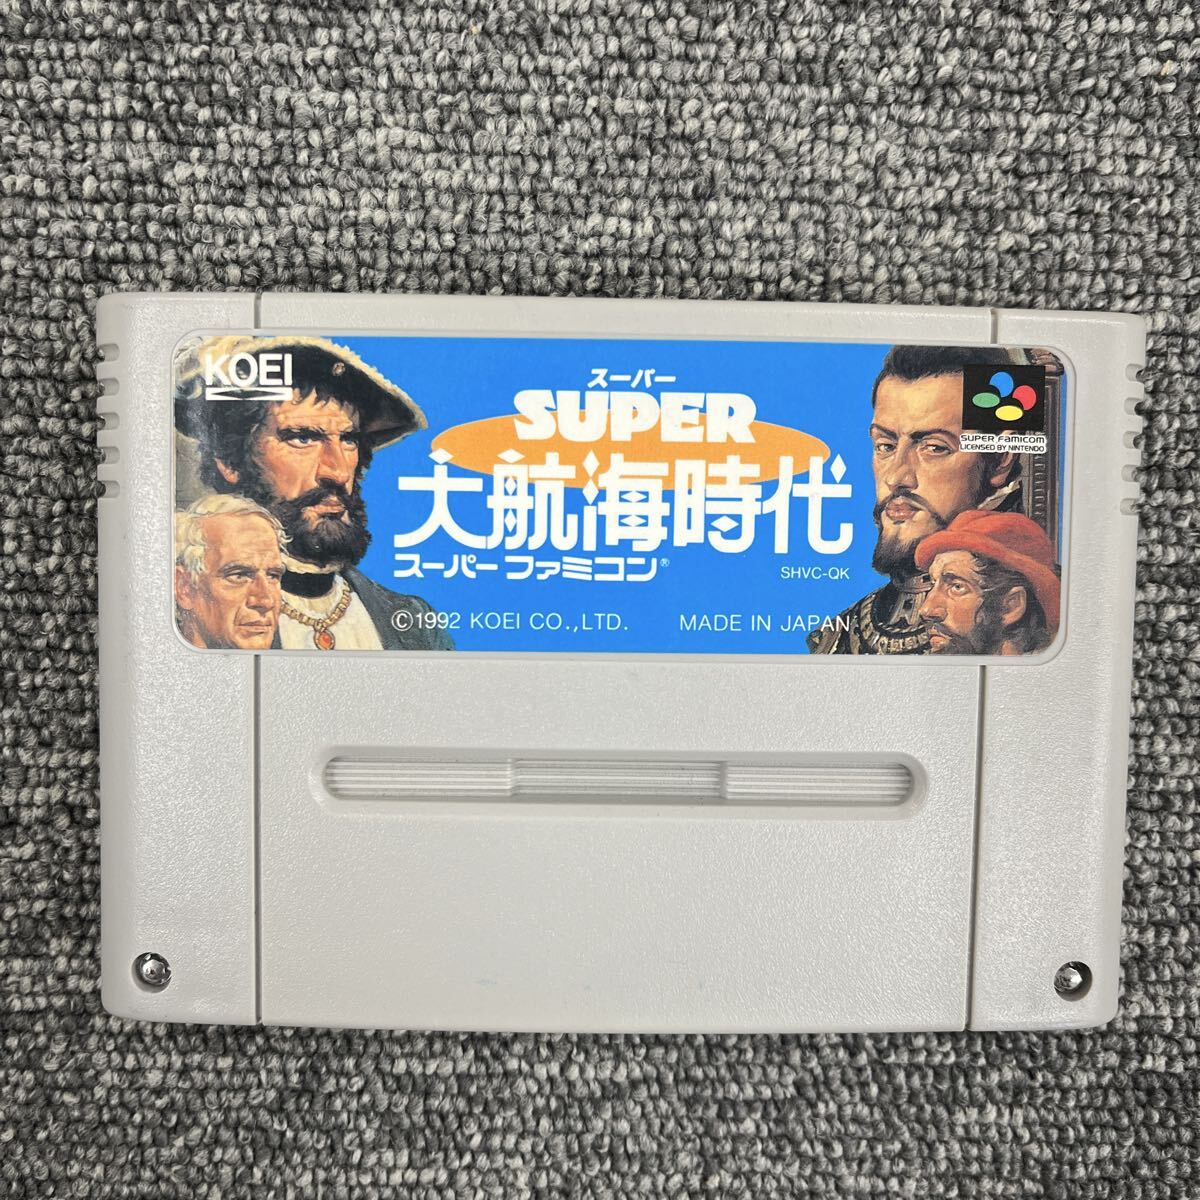 KOEI
スーパー
SUPER
大航海時代
スーパーファミコン®
SHVC-QK
©1992 KOEI CO.,LTD. MADE IN JAPAN
SUPER FAMICOM
LICENSED BY NINTENDO